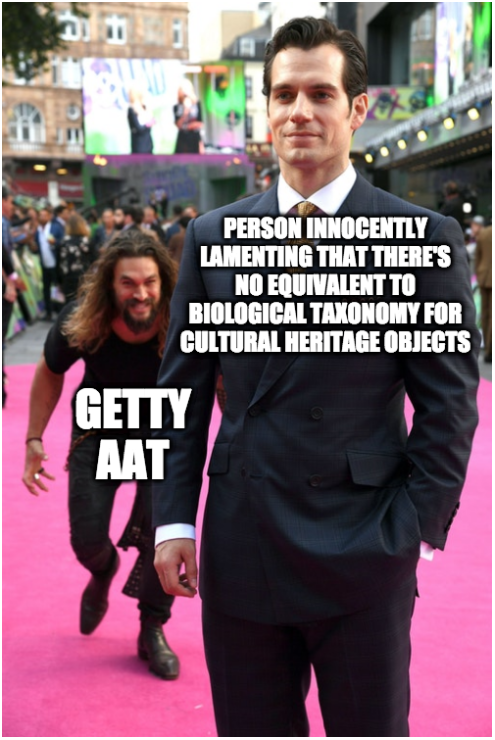 PERSON INNOCENTLY
LAMENTING THAT THERE'S
NO EQUIVALENT TO
BIOLOGICAL TAXONOMY FOR
CULTURAL HERITAGE OBJECTS
GETTY
AAT